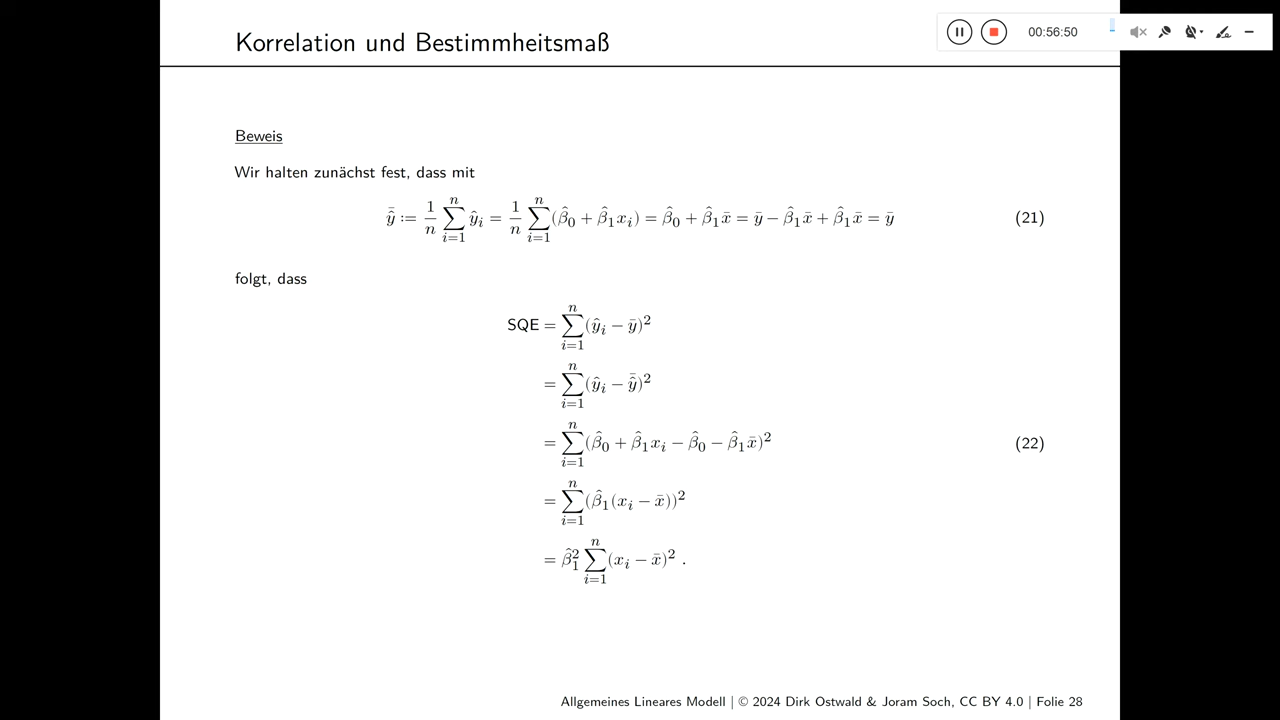 Korrelation und Bestimmheitsmaß
00:56:50
Beweis
Wir halten zunächst fest, dass mit
$\bar{\hat{y}} := \frac{1}{n} \sum_{i=1}^{n} \hat{y}_i = \frac{1}{n} \sum_{i=1}^{n} (\hat{\beta}_0 + \hat{\beta}_1 x_i) = \hat{\beta}_0 + \hat{\beta}_1 \bar{x} = \bar{y} - \hat{\beta}_1 \bar{x} + \hat{\beta}_1 \bar{x} = \bar{y}$ (21)
folgt, dass
$\text{SQE} = \sum_{i=1}^{n} (\hat{y}_i - \bar{y})^2$
$= \sum_{i=1}^{n} (\hat{y}_i - \bar{\hat{y}})^2$
$= \sum_{i=1}^{n} (\hat{\beta}_0 + \hat{\beta}_1 x_i - \hat{\beta}_0 - \hat{\beta}_1 \bar{x})^2$ (22)
$= \sum_{i=1}^{n} (\hat{\beta}_1 (x_i - \bar{x}))^2$
$= \hat{\beta}_1^2 \sum_{i=1}^{n} (x_i - \bar{x})^2 \; .$
Allgemeines Lineares Modell | © 2024 Dirk Ostwald & Joram Soch, CC BY 4.0 | Folie 28